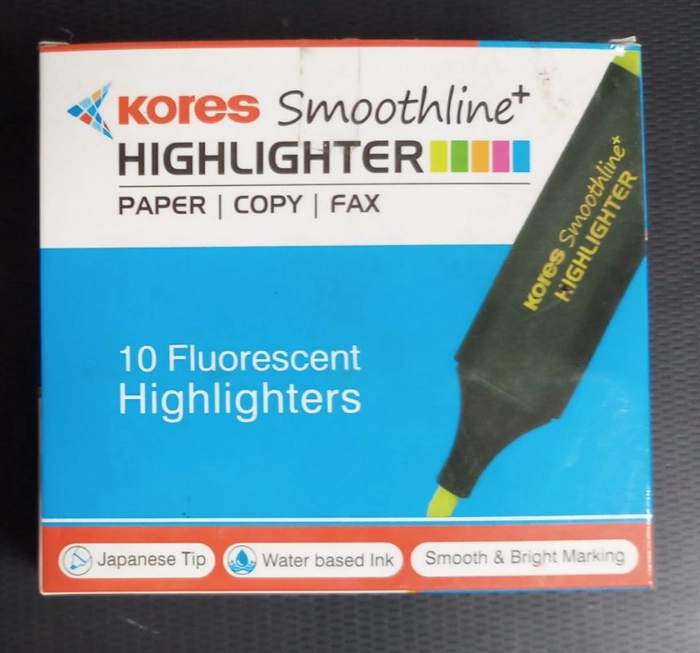 Kores Smoothline+
HIGHLIGHTER
PAPER | COPY | FAX
Kores Smoothline+
HIGHLIGHTER
10 Fluorescent
Highlighters
Japanese Tip
Water based Ink
Smooth & Bright Marking